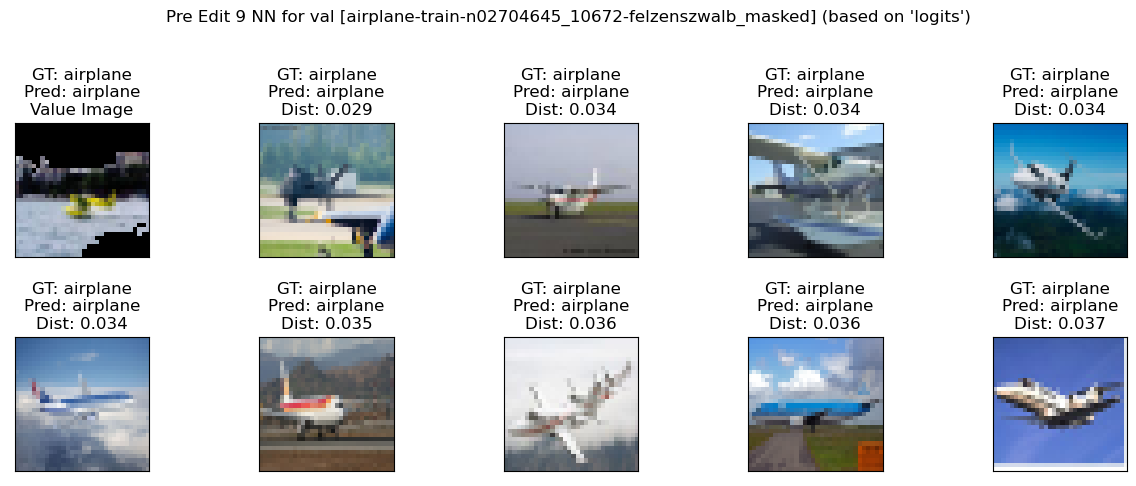 Pre Edit 9 NN for val [airplane-train-n02704645_10672-felzenszwalb_masked] (based on 'logits')
GT: airplane
Pred: airplane
Value Image
GT: airplane
Pred: airplane
Dist: 0.029
GT: airplane
Pred: airplane
Dist: 0.034
GT: airplane
Pred: airplane
Dist: 0.034
GT: airplane
Pred: airplane
Dist: 0.034
GT: airplane
Pred: airplane
Dist: 0.034
GT: airplane
Pred: airplane
Dist: 0.035
GT: airplane
Pred: airplane
Dist: 0.036
GT: airplane
Pred: airplane
Dist: 0.036
GT: airplane
Pred: airplane
Dist: 0.037